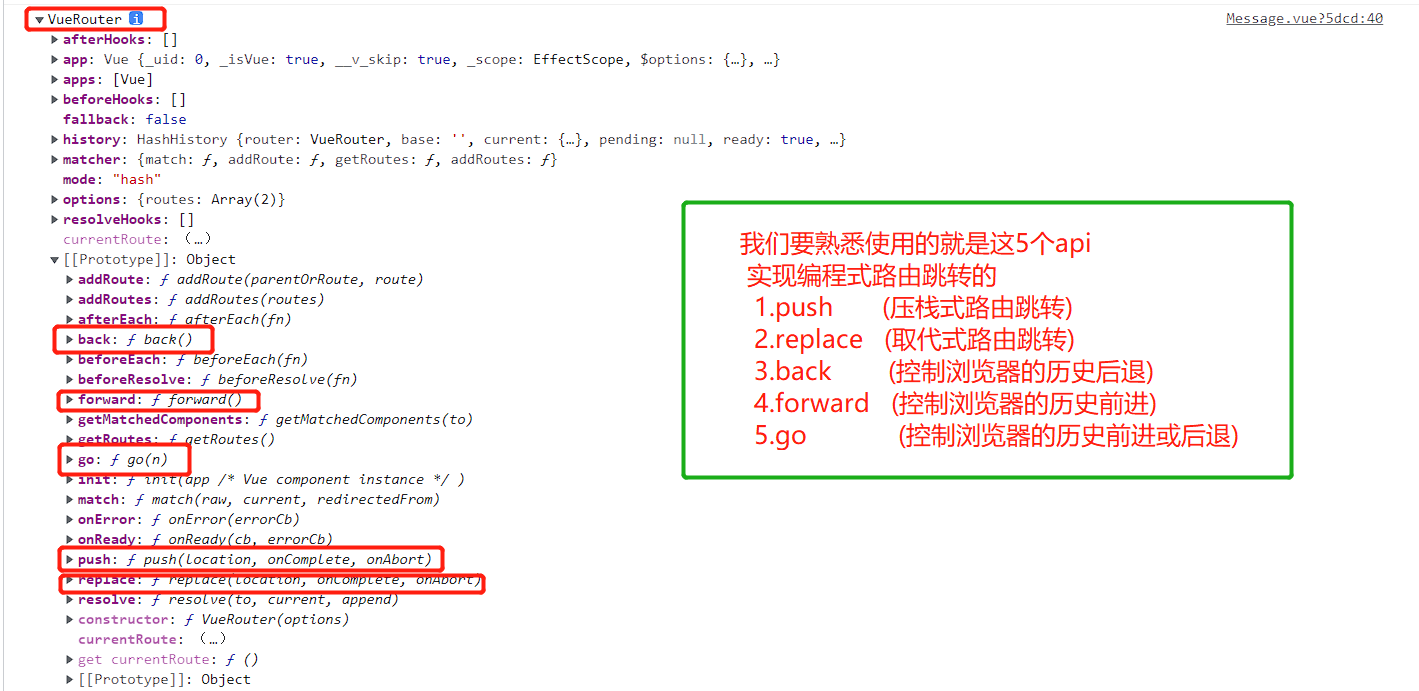 VueRouter i
Message.vue?5dcd:40
afterHooks: []
app: Vue {_uid: 0, _isVue: true, __v_skip: true, _scope: EffectScope, $options: {…}, …}
apps: [Vue]
beforeHooks: []
fallback: false
history: HashHistory {router: VueRouter, base: '', current: {…}, pending: null, ready: true, …}
matcher: {match: ƒ, addRoute: ƒ, getRoutes: ƒ, addRoutes: ƒ}
mode: "hash"
options: {routes: Array(2)}
resolveHooks: []
currentRoute: (…)
[[Prototype]]: Object
addRoute: ƒ addRoute(parentOrRoute, route)
addRoutes: ƒ addRoutes(routes)
afterEach: ƒ afterEach(fn)
back: ƒ back()
beforeEach: ƒ beforeEach(fn)
beforeResolve: ƒ beforeResolve(fn)
forward: ƒ forward()
getMatchedComponents: ƒ getMatchedComponents(to)
getRoutes: ƒ getRoutes()
go: ƒ go(n)
init: ƒ init(app /* Vue component instance */ )
match: ƒ match(raw, current, redirectedFrom)
onError: ƒ onError(errorCb)
onReady: ƒ onReady(cb, errorCb)
push: ƒ push(location, onComplete, onAbort)
replace: ƒ replace(location, onComplete, onAbort)
resolve: ƒ resolve(to, current, append)
constructor: ƒ VueRouter(options)
currentRoute: (…)
get currentRoute: ƒ ()
[[Prototype]]: Object
我们要熟悉使用的就是这5个api
实现编程式路由跳转的
1.push (压栈式路由跳转)
2.replace (取代式路由跳转)
3.back (控制浏览器的历史后退)
4.forward (控制浏览器的历史前进)
5.go (控制浏览器的历史前进或后退)